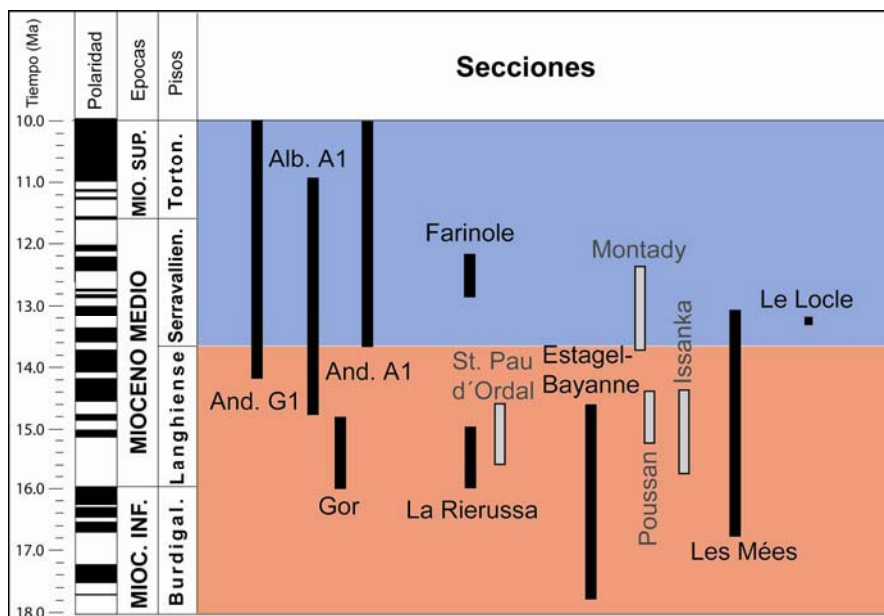 Tiempo (Ma)
Polaridad
Epocas
Pisos
Secciones
10.0
11.0
12.0
13.0
14.0
15.0
16.0
17.0
18.0
MIO. SUP.
MIOCENO MEDIO
MIOC. INF.
Torton.
Serravallien.
Langhiense
Burdigal.
Alb. A1
Farinole
Montady
Le Locle
Issanka
And. G1
And. A1
St. Pau
d´Ordal
Estagel-
Bayanne
Gor
La Rierussa
Poussan
Les Mées